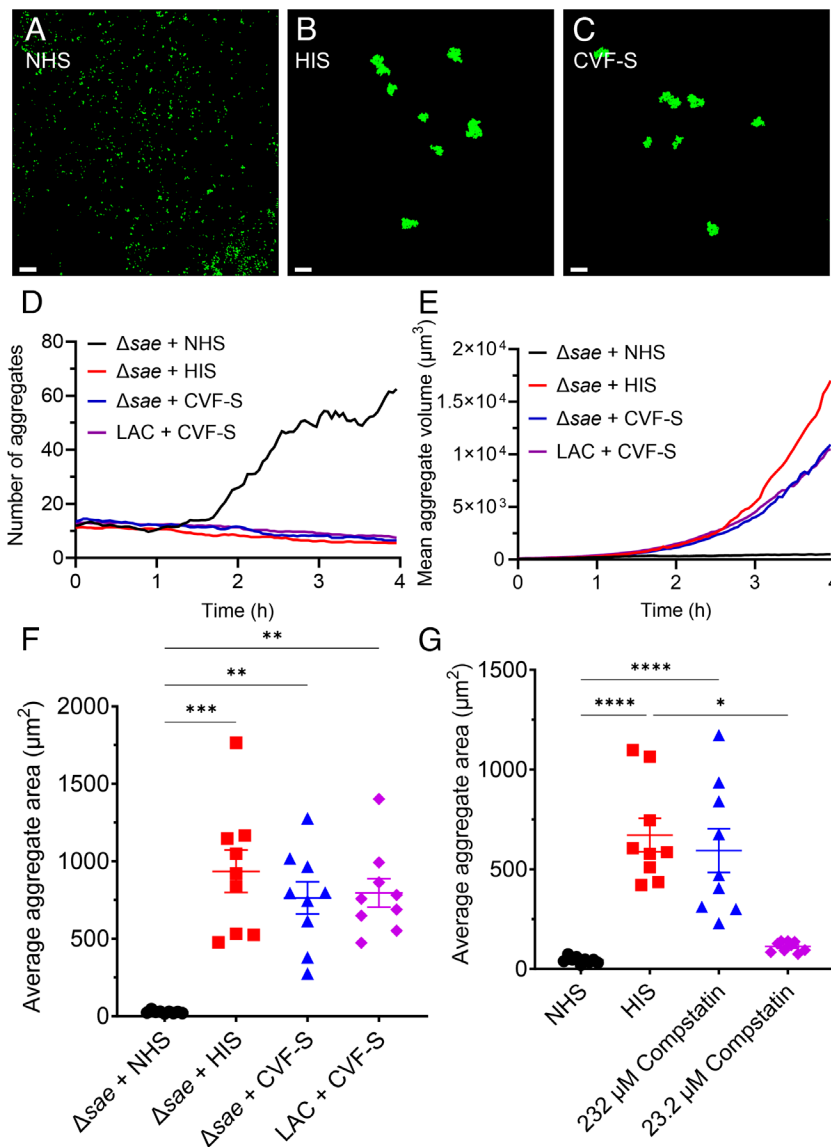 A
NHS
B
HIS
C
CVF-S
D
Number of aggregates
80
60
40
20
0
0 1 2 3 4
Time (h)
Δsae + NHS
Δsae + HIS
Δsae + CVF-S
LAC + CVF-S
E
Mean aggregate volume (μm³)
2×10⁴
1.5×10⁴
1×10⁴
5×10³
0
0 1 2 3 4
Time (h)
Δsae + NHS
Δsae + HIS
Δsae + CVF-S
LAC + CVF-S
F
Average aggregate area (μm²)
2000
1500
1000
500
0
**
**
***
Δsae + NHS
Δsae + HIS
Δsae + CVF-S
LAC + CVF-S
G
Average aggregate area (μm²)
1500
1000
500
0
****
**** *
NHS
HIS
232 μM Compstatin
23.2 μM Compstatin